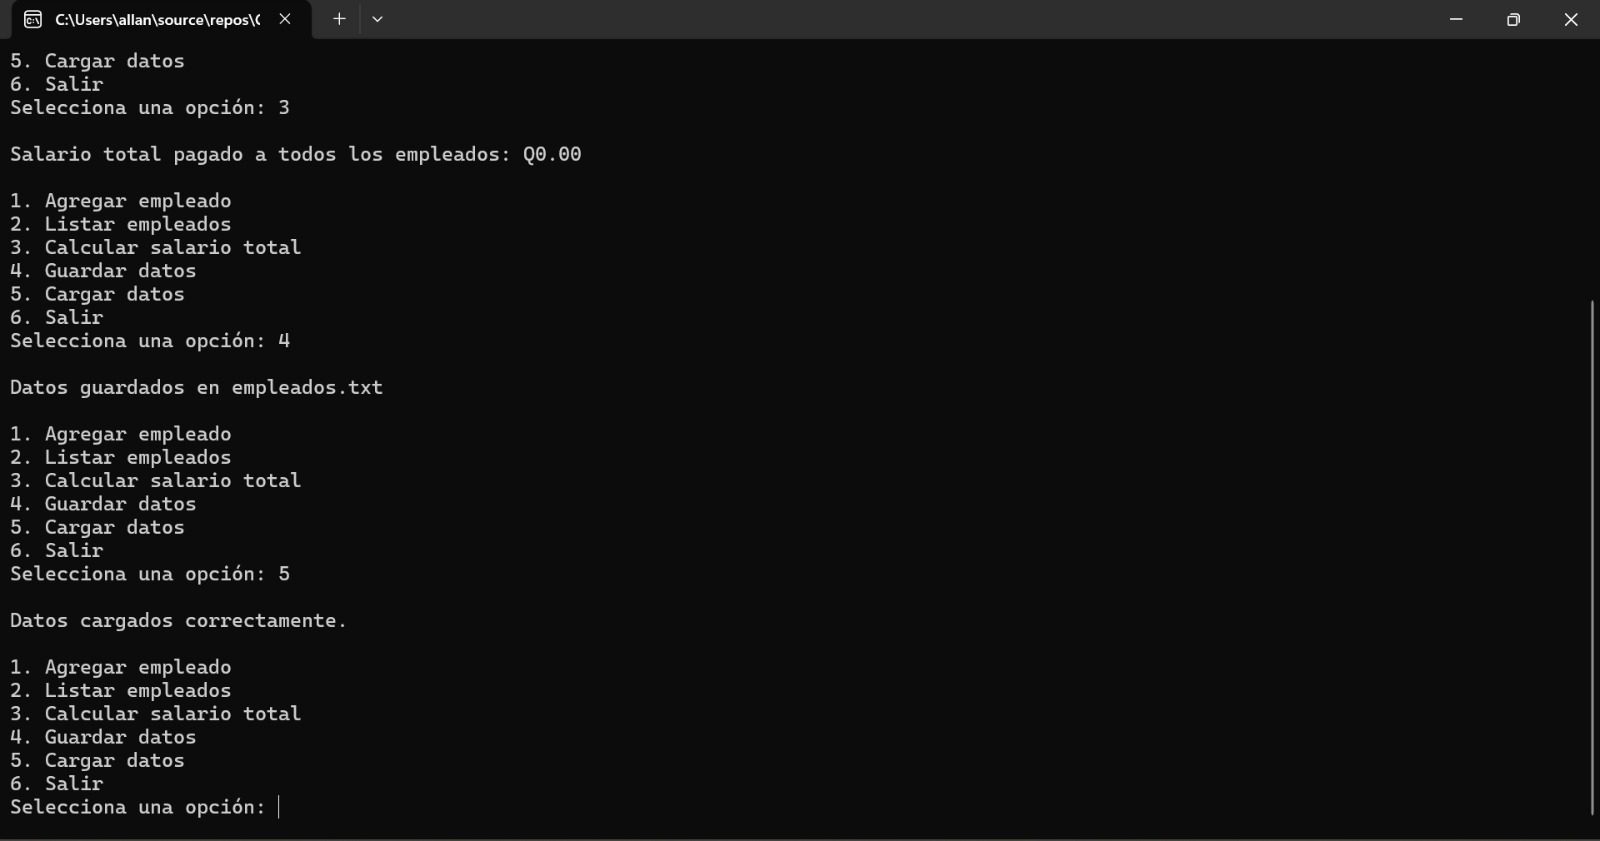 C:\Users\allan\source\repos\C
5. Cargar datos
6. Salir
Selecciona una opción: 3
Salario total pagado a todos los empleados: Q0.00
1. Agregar empleado
2. Listar empleados
3. Calcular salario total
4. Guardar datos
5. Cargar datos
6. Salir
Selecciona una opción: 4
Datos guardados en empleados.txt
1. Agregar empleado
2. Listar empleados
3. Calcular salario total
4. Guardar datos
5. Cargar datos
6. Salir
Selecciona una opción: 5
Datos cargados correctamente.
1. Agregar empleado
2. Listar empleados
3. Calcular salario total
4. Guardar datos
5. Cargar datos
6. Salir
Selecciona una opción: